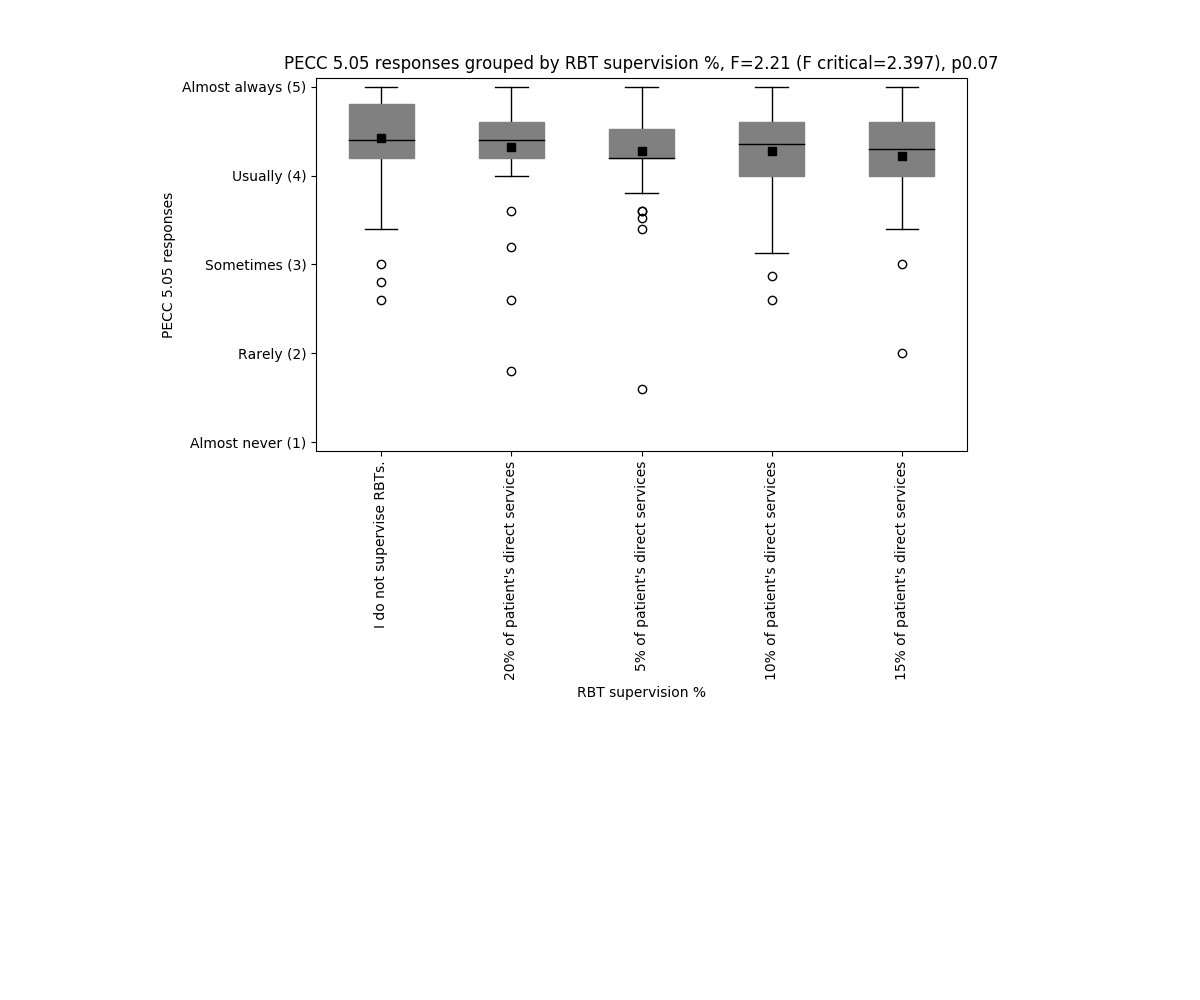 PECC 5.05 responses grouped by RBT supervision %, F=2.21 (F critical=2.397), p0.07
Almost always (5)
Usually (4)
Sometimes (3)
Rarely (2)
Almost never (1)
PECC 5.05 responses
I do not supervise RBTs.
20% of patient's direct services
5% of patient's direct services
10% of patient's direct services
15% of patient's direct services
RBT supervision %